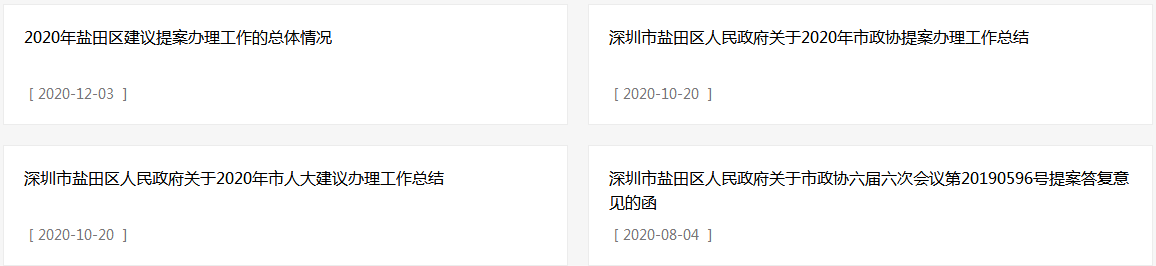 2020年盐田区建议提案办理工作的总体情况
[ 2020-12-03 ]
深圳市盐田区人民政府关于2020年市政协提案办理工作总结
[ 2020-10-20 ]
深圳市盐田区人民政府关于2020年市人大建议办理工作总结
[ 2020-10-20 ]
深圳市盐田区人民政府关于市政协六届六次会议第20190596号提案答复意
见的函
[ 2020-08-04 ]